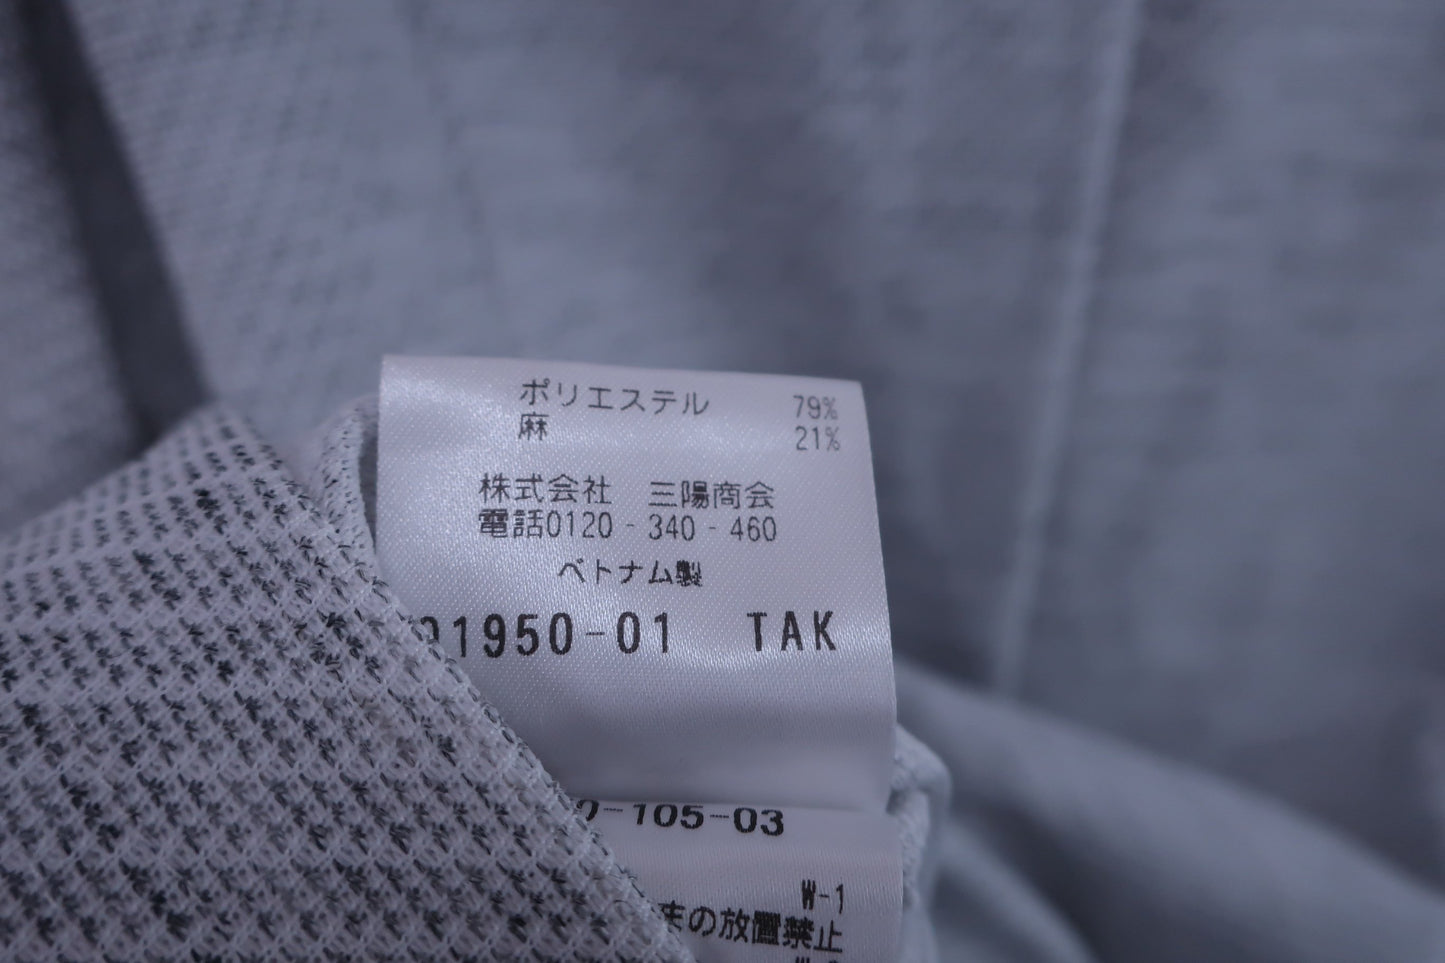 ポリエステル 79%
麻 21%
株式会社 三陽商会
電話0120-340-460
ベトナム製
1950-01 TAK
-105-03
W-1
まの放置禁止